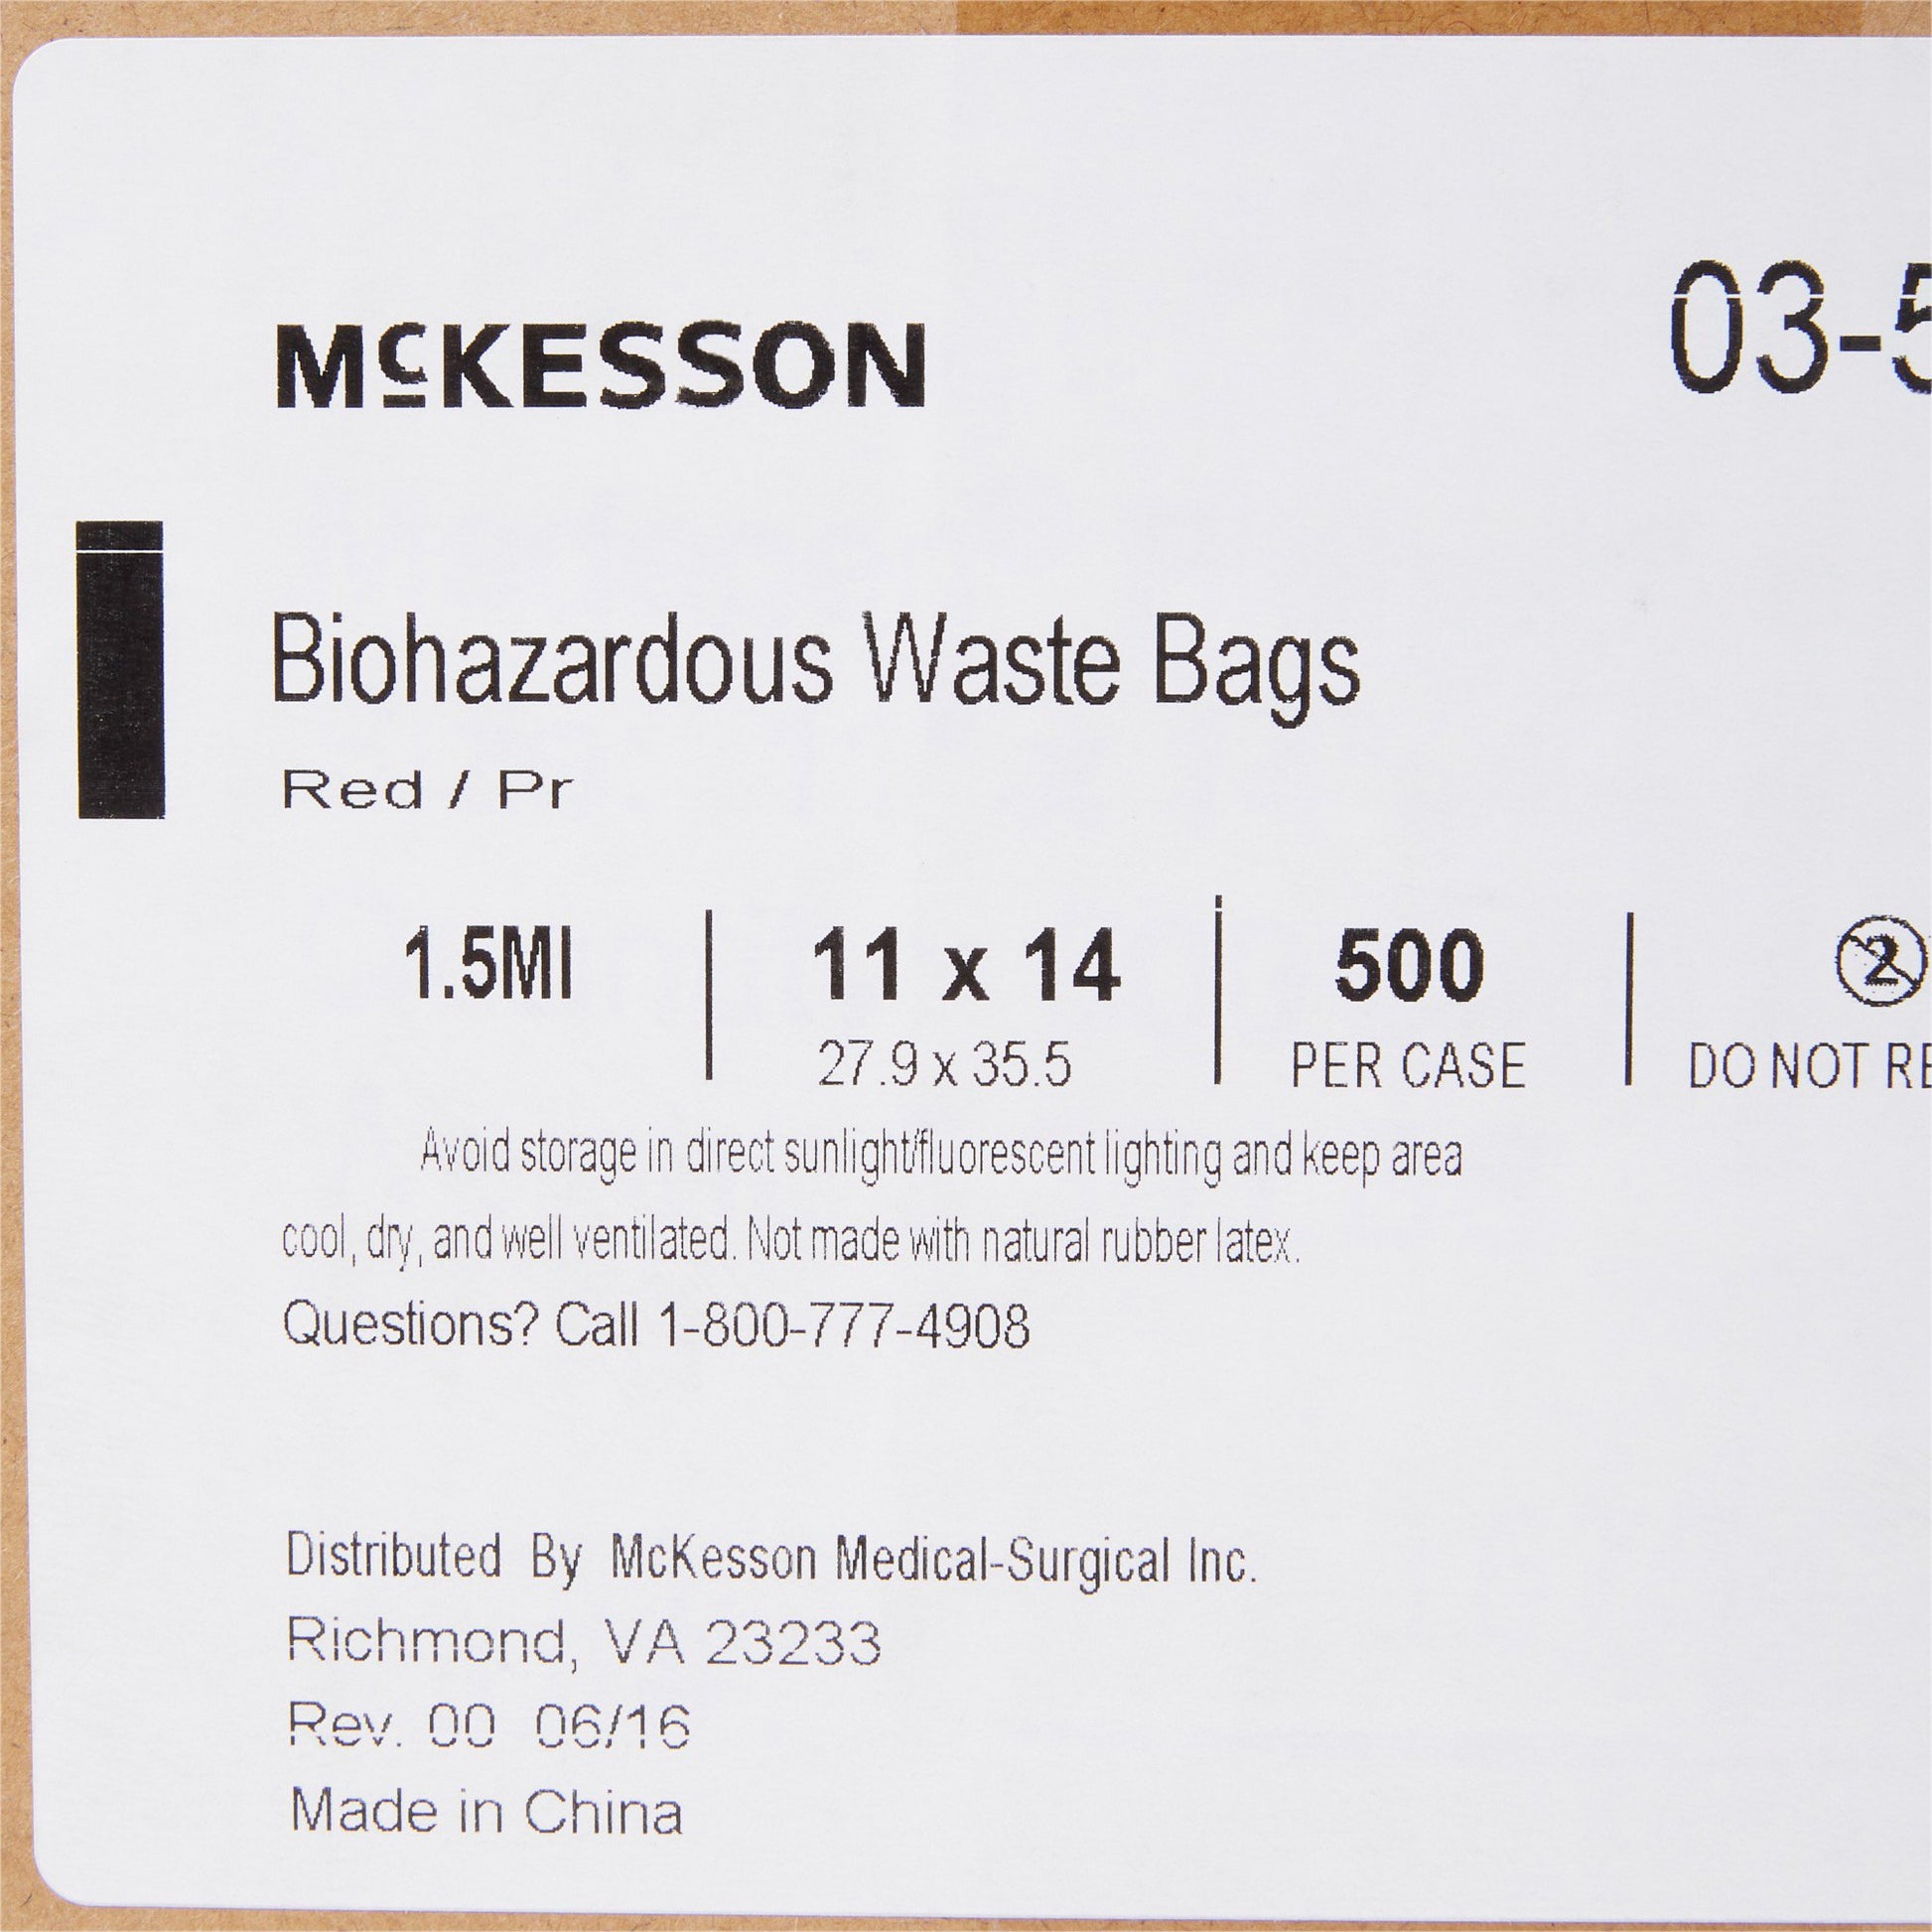 McKESSON
03-5
Biohazardous Waste Bags
Red / Pr
1.5MI 11 x 14 500 2
27.9 x 35.5 PER CASE DO NOT RE
Avoid storage in direct sunlight/fluorescent lighting and keep area
cool, dry, and well ventilated. Not made with natural rubber latex.
Questions? Call 1-800-777-4908
Distributed By McKesson Medical-Surgical Inc.
Richmond, VA 23233
Rev. 00 06/16
Made in China